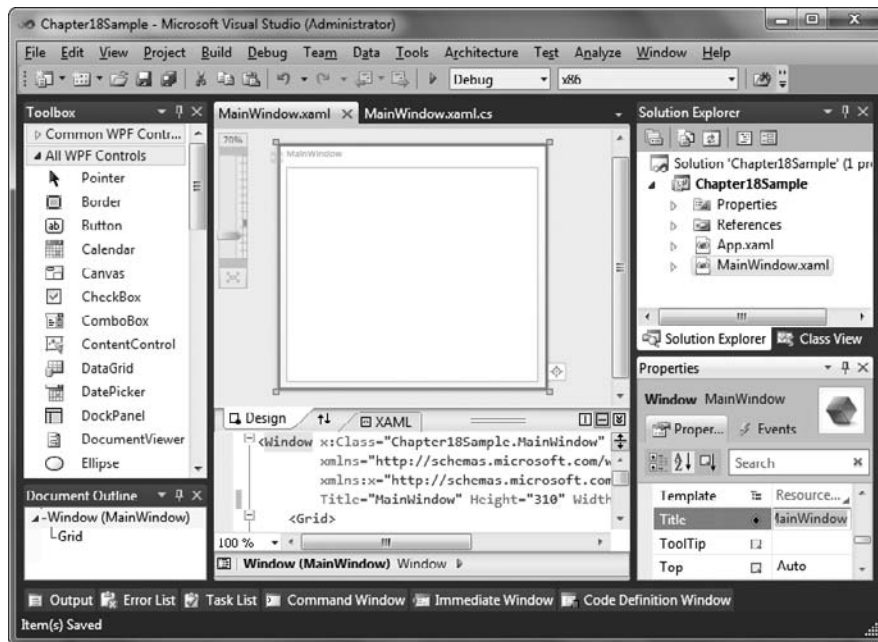 Chapter18Sample - Microsoft Visual Studio (Administrator)
File Edit View Project Build Debug Team Data Tools Architecture Test Analyze Window Help
Debug x86
Toolbox
Common WPF Contr...
All WPF Controls
Pointer
Border
Button
Calendar
Canvas
CheckBox
ComboBox
ContentControl
DataGrid
DatePicker
DockPanel
DocumentViewer
Ellipse
Document Outline
Window (MainWindow)
Grid
MainWindow.xaml MainWindow.xaml.cs
70%
MainWindow
Design XAML
<Window x:Class="Chapter18Sample.MainWindow"
xmlns="http://schemas.microsoft.com/w
xmlns:x="http://schemas.microsoft.com
Title="MainWindow" Height="310" Width
<Grid>
100 %
Window (MainWindow) Window
Solution Explorer
Solution 'Chapter18Sample' (1 pr
Chapter18Sample
Properties
References
App.xaml
MainWindow.xaml
Solution Explorer Class View
Properties
Window MainWindow
Proper... Events
Search
Template Resource...
Title MainWindow
ToolTip
Top Auto
Output Error List Task List Command Window Immediate Window Code Definition Window
Item(s) Saved